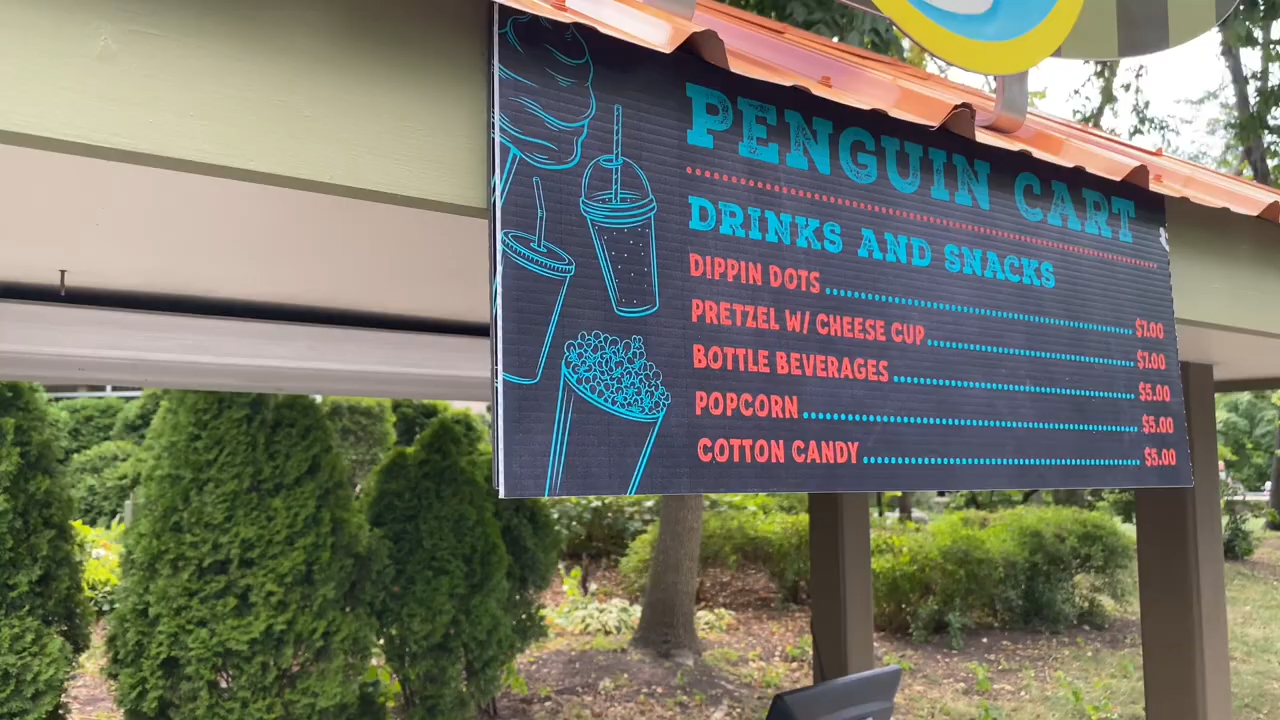 PENGUIN CART
DRINKS AND SNACKS
DIPPIN DOTS $7.00
PRETZEL W/ CHEESE CUP $7.00
BOTTLE BEVERAGES $5.00
POPCORN $5.00
COTTON CANDY $5.00